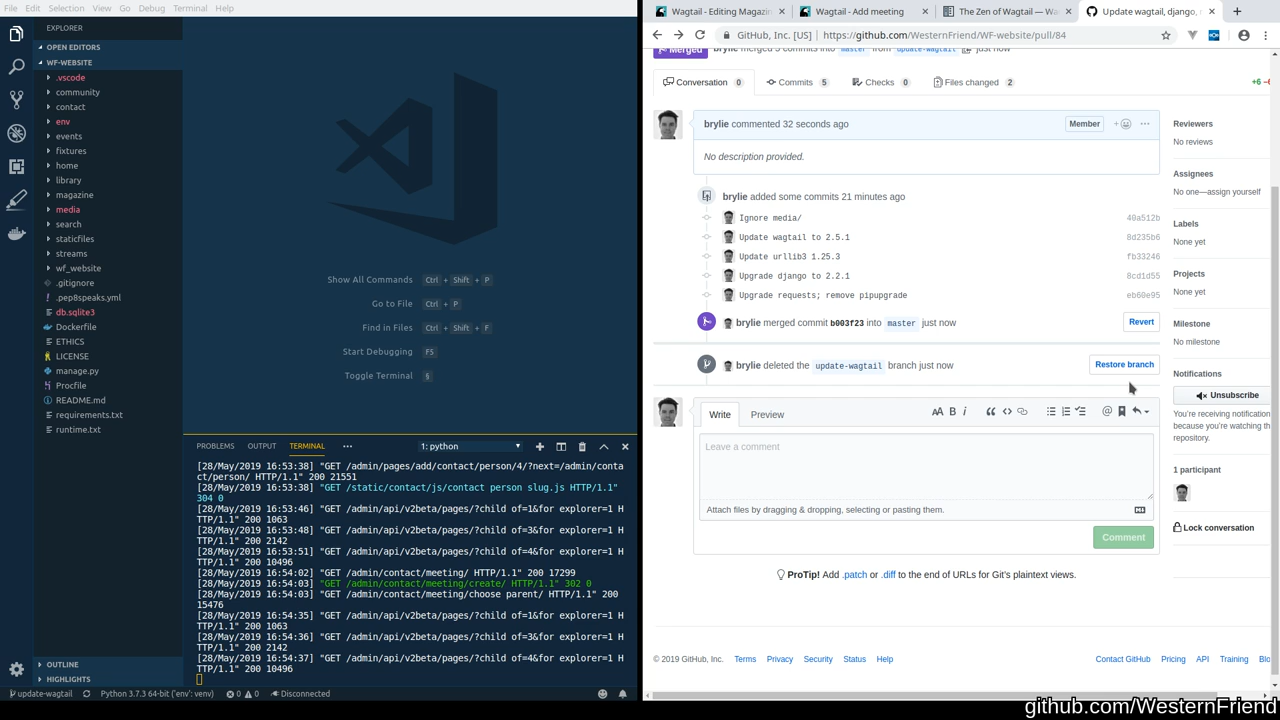 File Edit Selection View Go Debug Terminal Help
EXPLORER
OPEN EDITORS
WF-WEBSITE
.vscode
community
contact
env
events
fixtures
home
library
magazine
media
search
staticfiles
streams
wf_website
.gitignore
.pep8speaks.yml
db.sqlite3
Dockerfile
ETHICS
LICENSE
manage.py
Procfile
README.md
requirements.txt
runtime.txt
OUTLINE
HIGHLIGHTS
Show All Commands Ctrl + Shift + P
Go to File Ctrl + P
Find in Files Ctrl + Shift + F
Start Debugging F5
Toggle Terminal §
PROBLEMS OUTPUT TERMINAL ... 1: python
[28/May/2019 16:53:38] "GET /admin/pages/add/contact/person/4/?next=/admin/conta
ct/person/ HTTP/1.1" 200 21551
[28/May/2019 16:53:38] "GET /static/contact/js/contact person slug.js HTTP/1.1"
304 0
[28/May/2019 16:53:46] "GET /admin/api/v2beta/pages/?child of=1&for explorer=1 H
TTP/1.1" 200 1063
[28/May/2019 16:53:48] "GET /admin/api/v2beta/pages/?child of=3&for explorer=1 H
TTP/1.1" 200 2142
[28/May/2019 16:53:51] "GET /admin/api/v2beta/pages/?child of=4&for explorer=1 H
TTP/1.1" 200 10496
[28/May/2019 16:54:02] "GET /admin/contact/meeting/ HTTP/1.1" 200 17299
[28/May/2019 16:54:03] "GET /admin/contact/meeting/create/ HTTP/1.1" 302 0
[28/May/2019 16:54:03] "GET /admin/contact/meeting/choose parent/ HTTP/1.1" 200
15476
[28/May/2019 16:54:35] "GET /admin/api/v2beta/pages/?child of=1&for explorer=1 H
TTP/1.1" 200 1063
[28/May/2019 16:54:36] "GET /admin/api/v2beta/pages/?child of=3&for explorer=1 H
TTP/1.1" 200 2142
[28/May/2019 16:54:37] "GET /admin/api/v2beta/pages/?child of=4&for explorer=1 H
TTP/1.1" 200 10496
update-wagtail Python 3.7.3 64-bit ('env': venv) 0 0 Disconnected
Wagtail - Editing Magazin Wagtail - Add meeting The Zen of Wagtail — Wa Update wagtail, django,
GitHub, Inc. [US] https://github.com/WesternFriend/WF-website/pull/84
Merged brylie merged 5 commits into master from update-wagtail just now
Conversation 0 Commits 5 Checks 0 Files changed 2 +6
brylie commented 32 seconds ago Member
No description provided.
brylie added some commits 21 minutes ago
Ignore media/ 40a512b
Update wagtail to 2.5.1 8d235b6
Update urllib3 1.25.3 fb33246
Upgrade django to 2.2.1 8cd1d55
Upgrade requests; remove pipupgrade eb60e95
brylie merged commit b003f23 into master just now Revert
brylie deleted the update-wagtail branch just now Restore branch
Write Preview AA B i “ <> @
Leave a comment
Attach files by dragging & dropping, selecting or pasting them.
Comment
ProTip! Add .patch or .diff to the end of URLs for Git's plaintext views.
Reviewers
No reviews
Assignees
No one—assign yourself
Labels
None yet
Projects
None yet
Milestone
No milestone
Notifications
Unsubscribe
You're receiving notification
because you're watching th
repository.
1 participant
Lock conversation
© 2019 GitHub, Inc. Terms Privacy Security Status Help Contact GitHub Pricing API Training Blo
github.com/WesternFriend